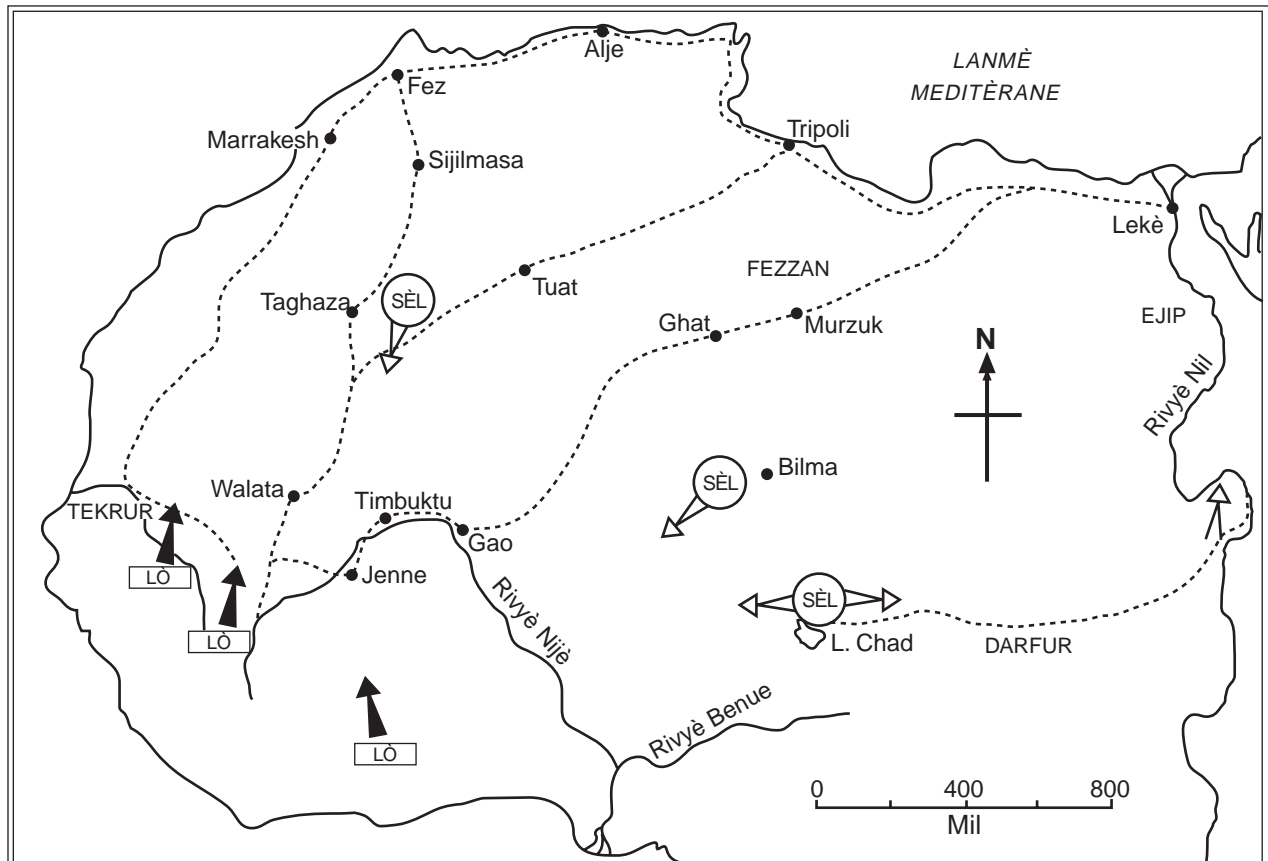 Alje
LANMÈ
MEDITÈRANE
Fez
Marrakesh
Tripoli
Sijilmasa
Lekè
FEZZAN
Tuat
Taghaza
SÈL
EJIP
Ghat
Murzuk
N
Rivyè Nil
Bilma
SÈL
Walata
Timbuktu
TEKRUR
Gao
LÒ
Jenne
Rivyè Nijè
SÈL
LÒ
L. Chad
DARFUR
Rivyè Benue
LÒ
0 400 800
Mil